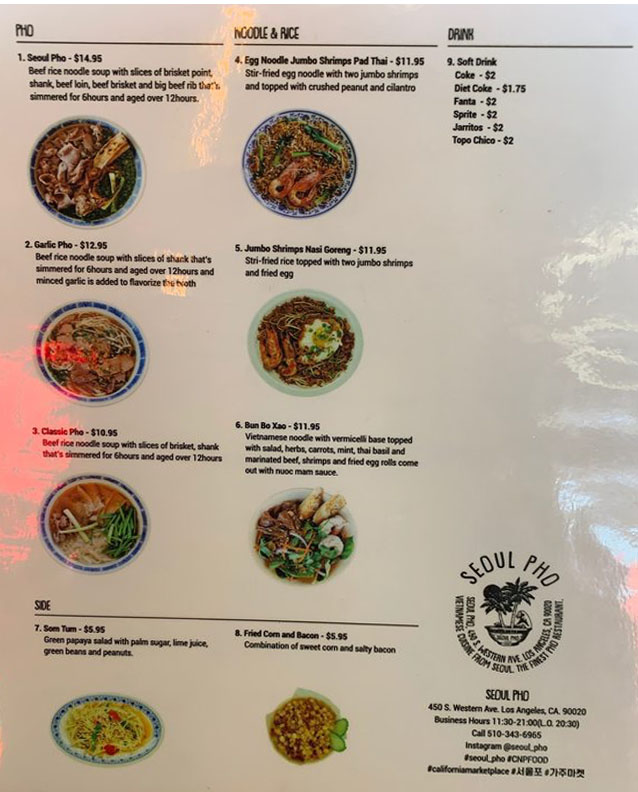 PHO
1. Seoul Pho - $14.95
Beef rice noodle soup with slices of brisket point,
shank, beef loin, beef brisket and big beef rib that's
simmered for 6hours and aged over 12hours.
2. Garlic Pho - $12.95
Beef rice noodle soup with slices of shank that's
simmered for 6hours and aged over 12hours and
minced garlic is added to flavorize the broth
3. Classic Pho - $10.95
Beef rice noodle soup with slices of brisket, shank
that's simmered for 6hours and aged over 12hours
NOODLE & RICE
4. Egg Noodle Jumbo Shrimps Pad Thai - $11.95
Stir-fried egg noodle with two jumbo shrimps
and topped with crushed peanut and cilantro
5. Jumbo Shrimps Nasi Goreng - $11.95
Stri-fried rice topped with two jumbo shrimps
and fried egg
6. Bun Bo Xao - $11.95
Vietnamese noodle with vermicelli base topped
with salad, herbs, carrots, mint, thai basil and
marinated beef, shrimps and fried egg rolls come
out with nuoc mam sauce.
DRINK
9. Soft Drink
Coke - $2
Diet Coke - $1.75
Fanta - $2
Sprite - $2
Jarritos - $2
Topo Chico - $2
SIDE
7. Som Tum - $5.95
Green papaya salad with palm sugar, lime juice,
green beans and peanuts.
8. Fried Corn and Bacon - $5.95
Combination of sweet corn and salty bacon
SEOUL PHO
SEOUL PHO, 450 S. WESTERN AVE. LOS ANGELES, CA 90020
VIETNAMESE CUISINE FROM SEOUL. THE FINEST PHO RESTAURANT.
SEOUL PHO
SEOUL PHO
450 S. Western Ave. Los Angeles, CA. 90020
Business Hours 11:30-21:00(L.O. 20:30)
Call 510-343-6965
Instagram @seoul_pho
#seoul_pho #CNPFOOD
#californiamarketplace #서울포 #가주마켓